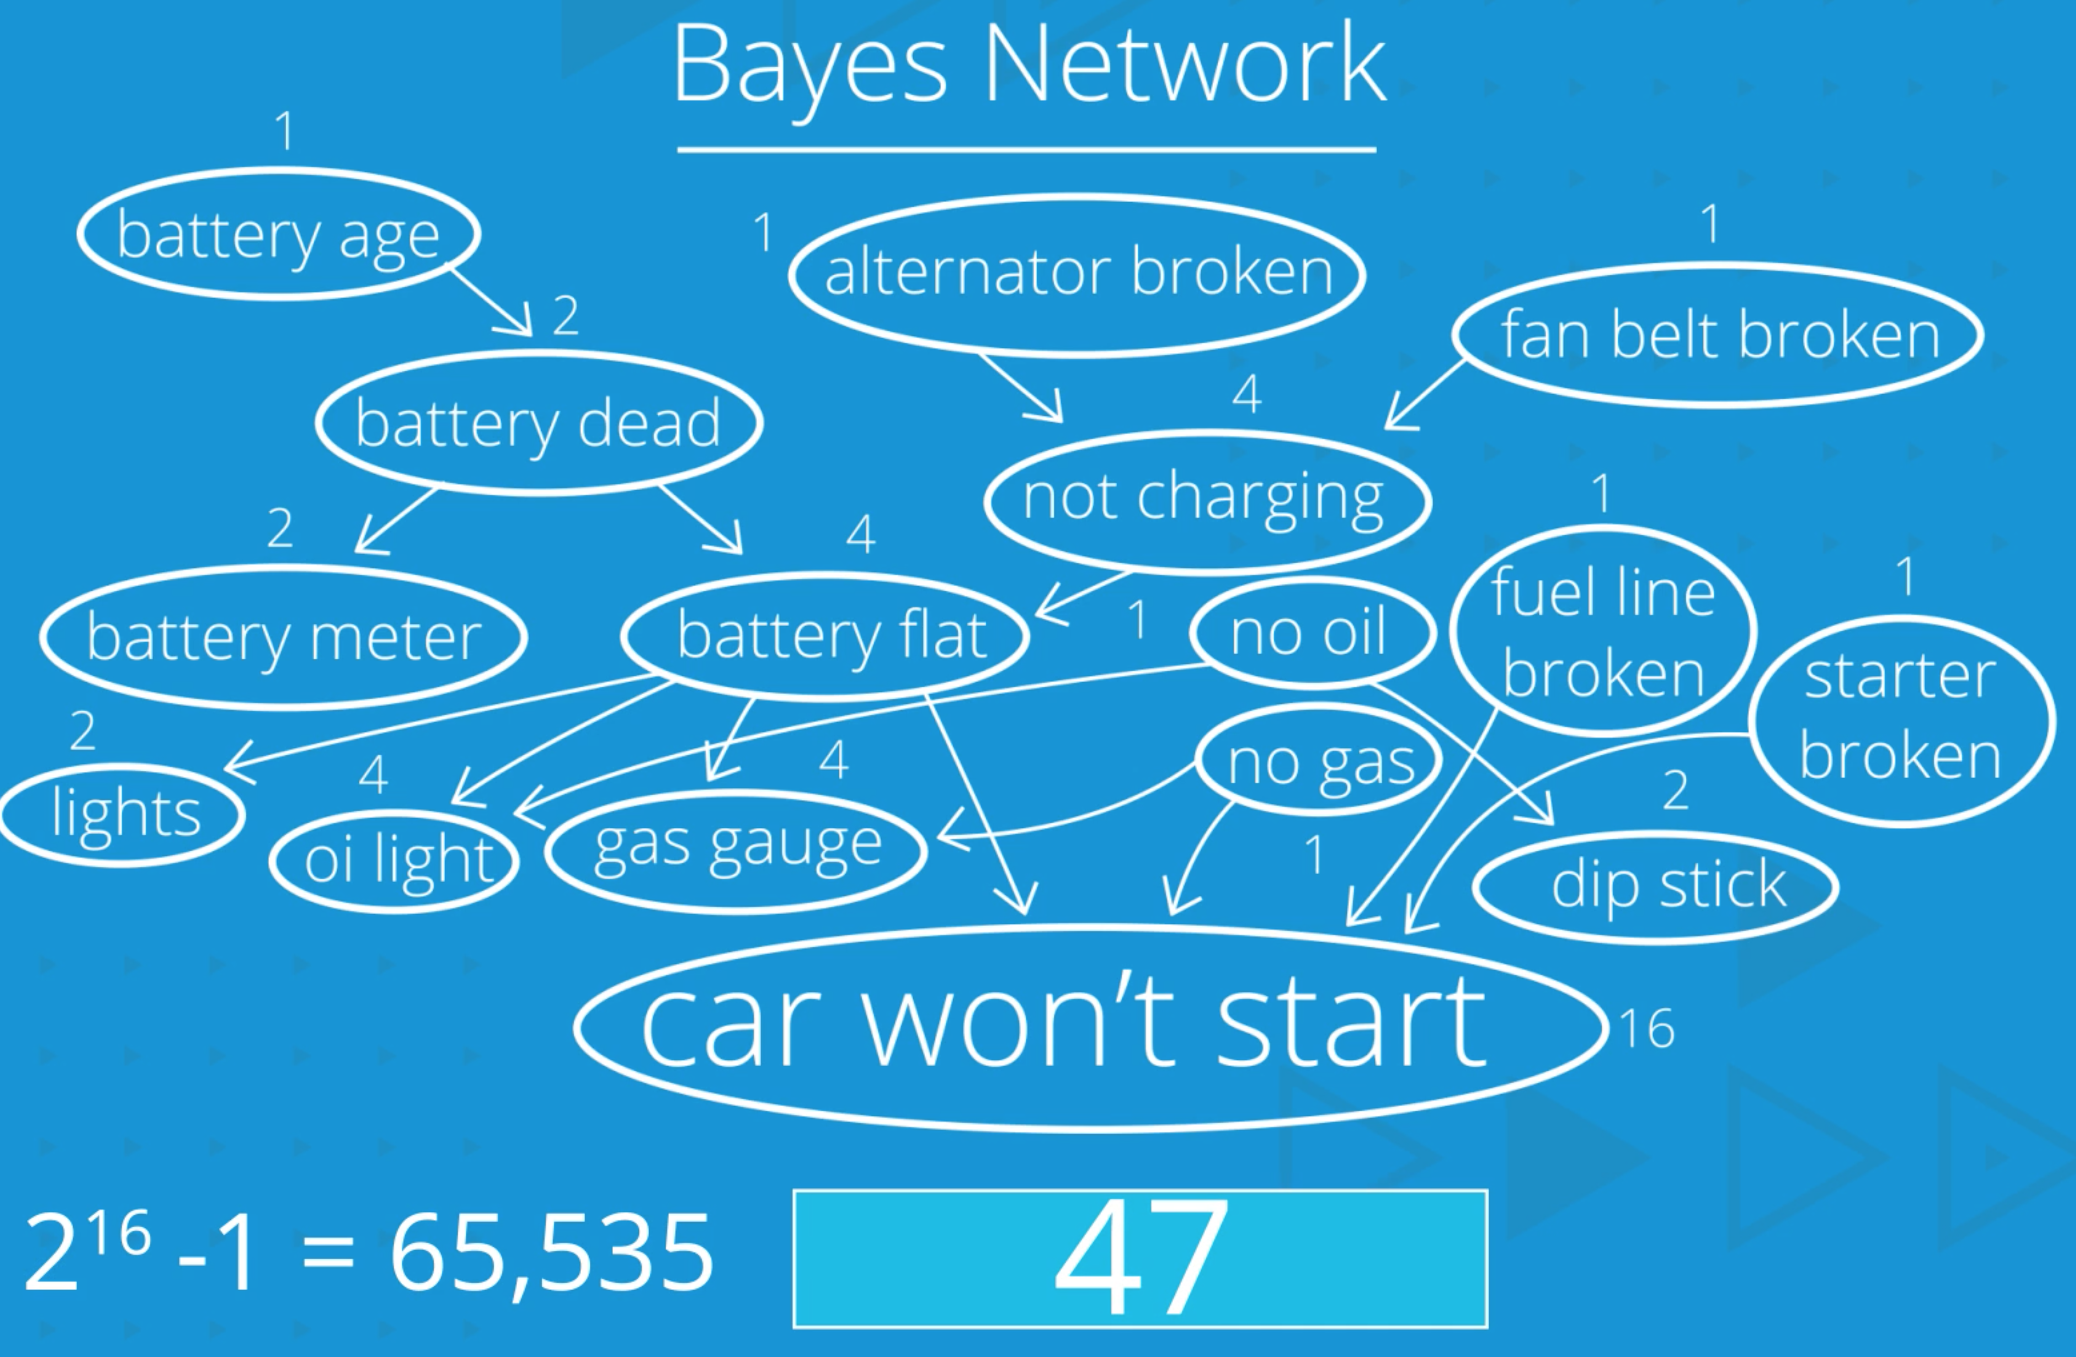 Bayes Network
1
battery age
1
alternator broken
1
fan belt broken
2
battery dead
4
not charging
2
battery meter
4
battery flat
1
no oil
1
fuel line
broken
1
starter
broken
2
lights
4
oi light
4
gas gauge
no gas
1
2
dip stick
car won't start
16
2¹⁶ -1 = 65,535
47